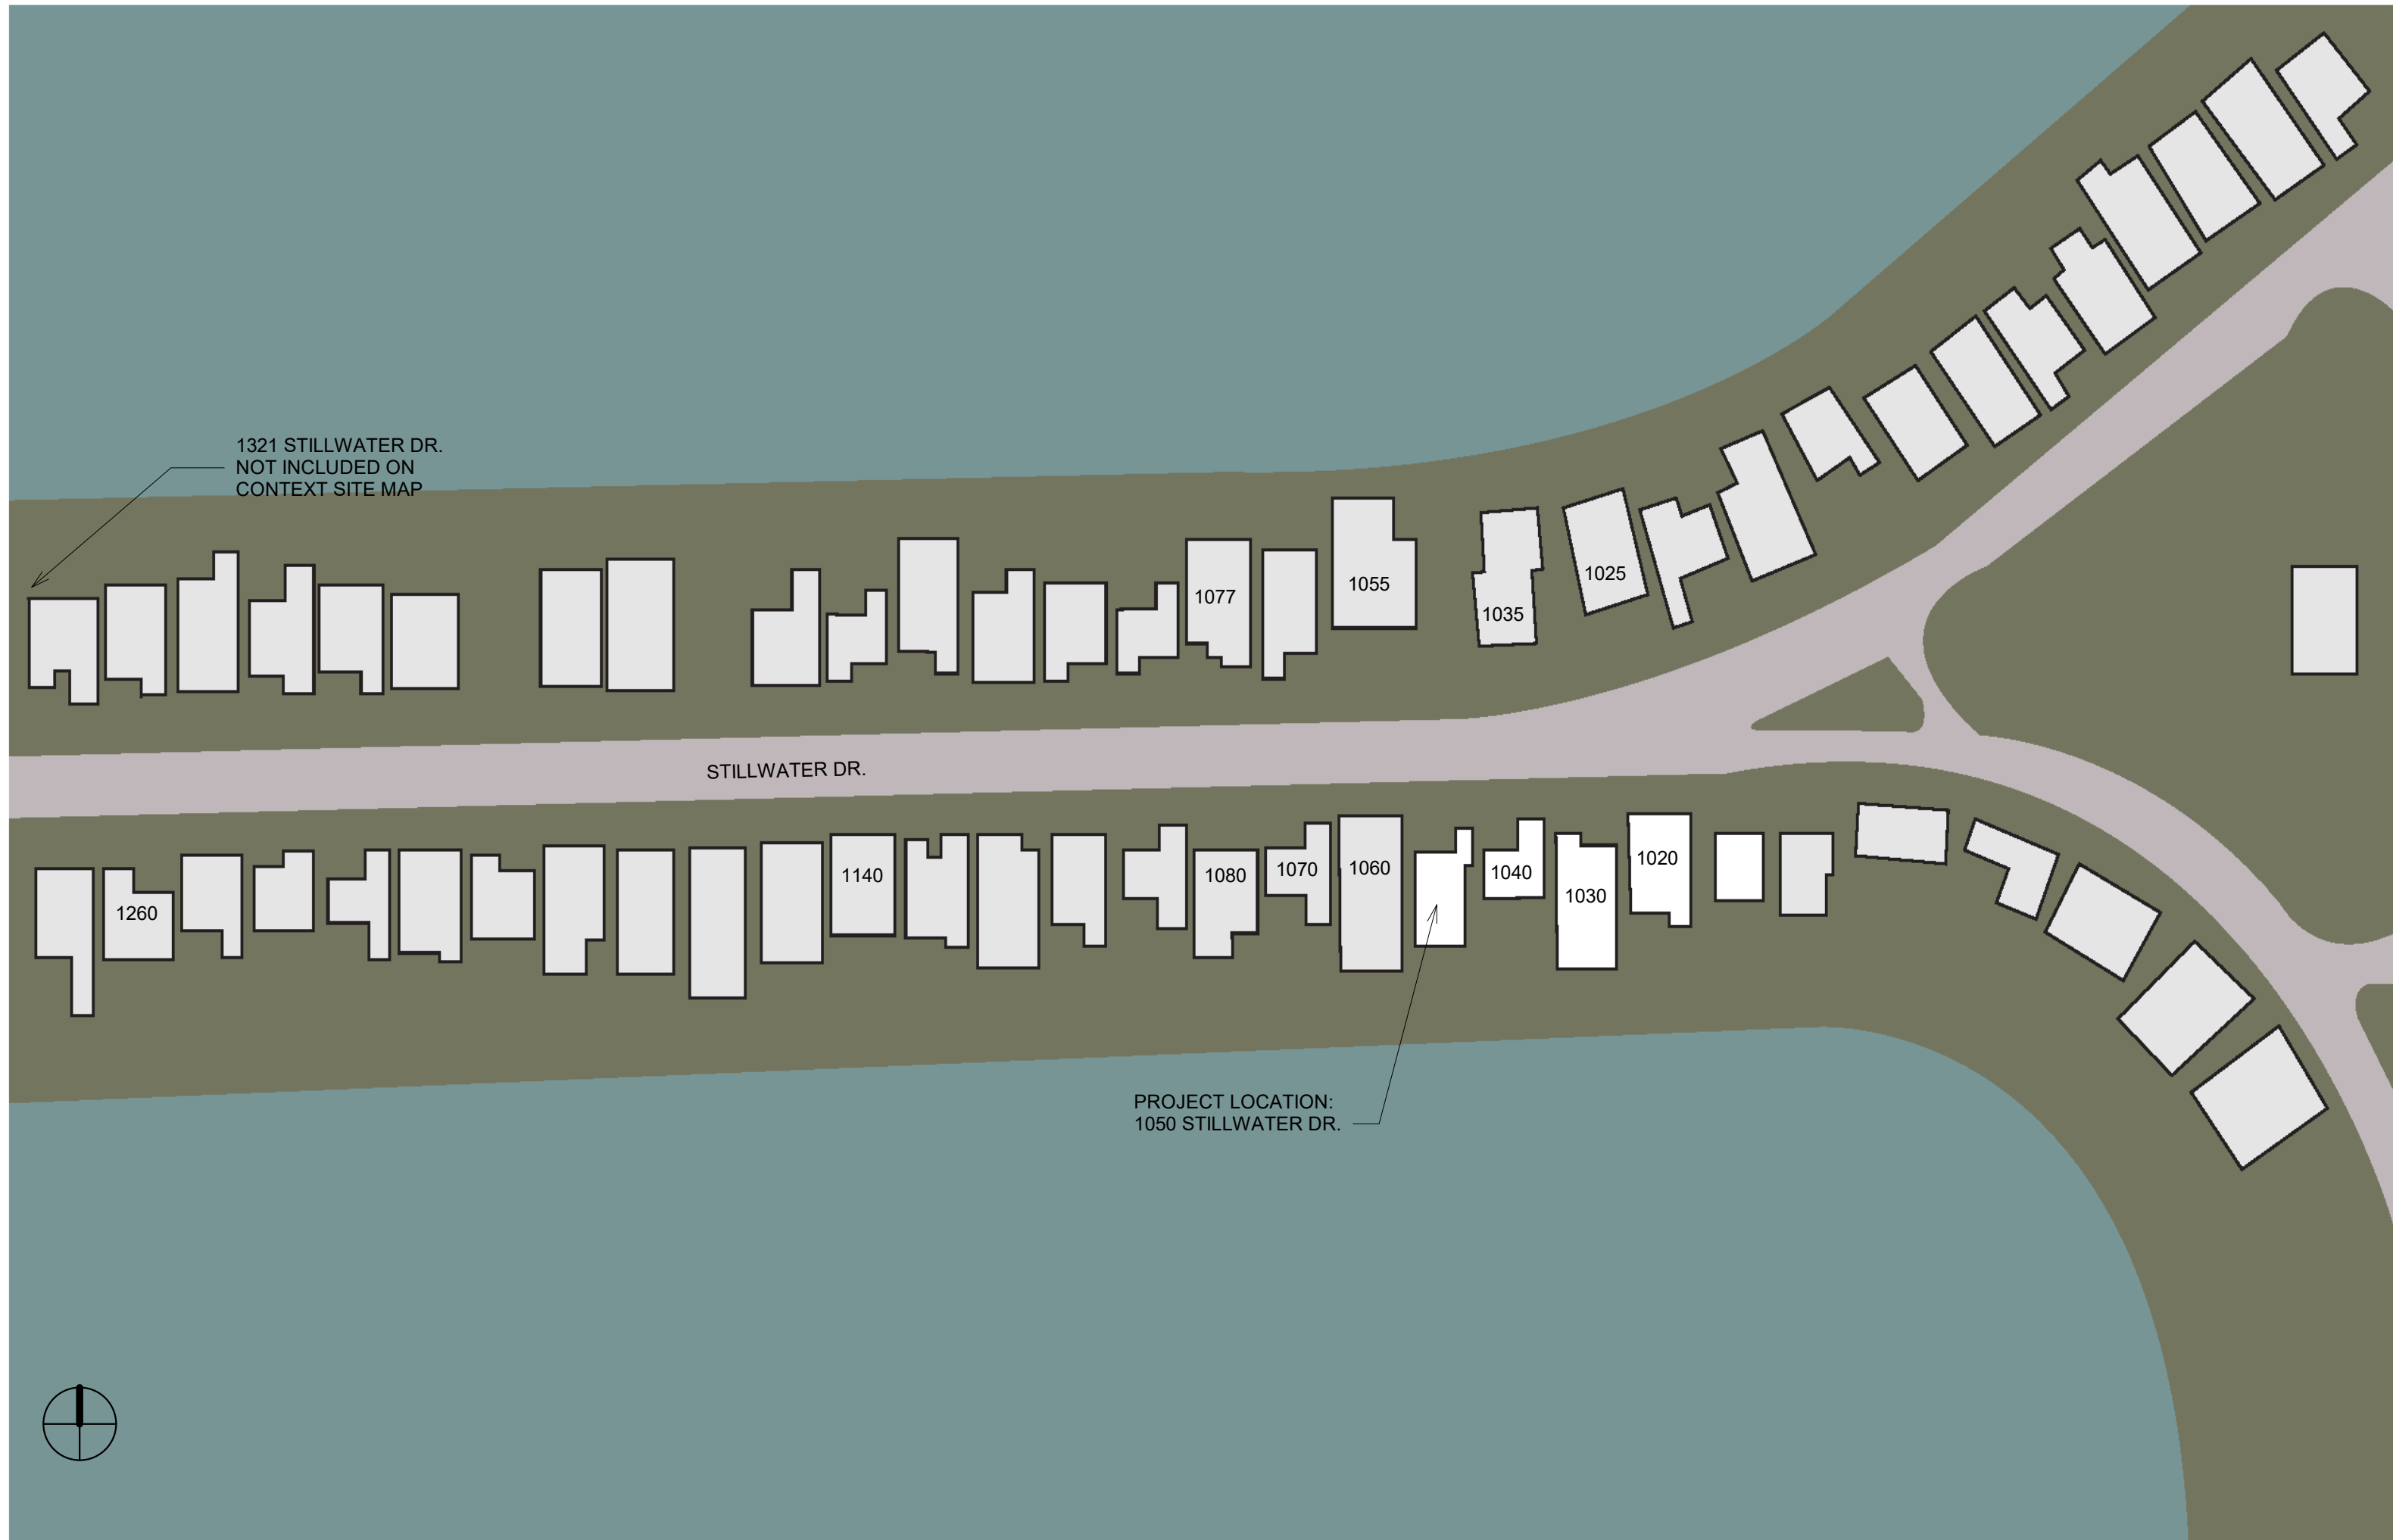 1321 STILLWATER DR.
NOT INCLUDED ON
CONTEXT SITE MAP
1077
1055
1035
1025
STILLWATER DR.
1260
1140
1080
1070
1060
1040
1030
1020
PROJECT LOCATION:
1050 STILLWATER DR.